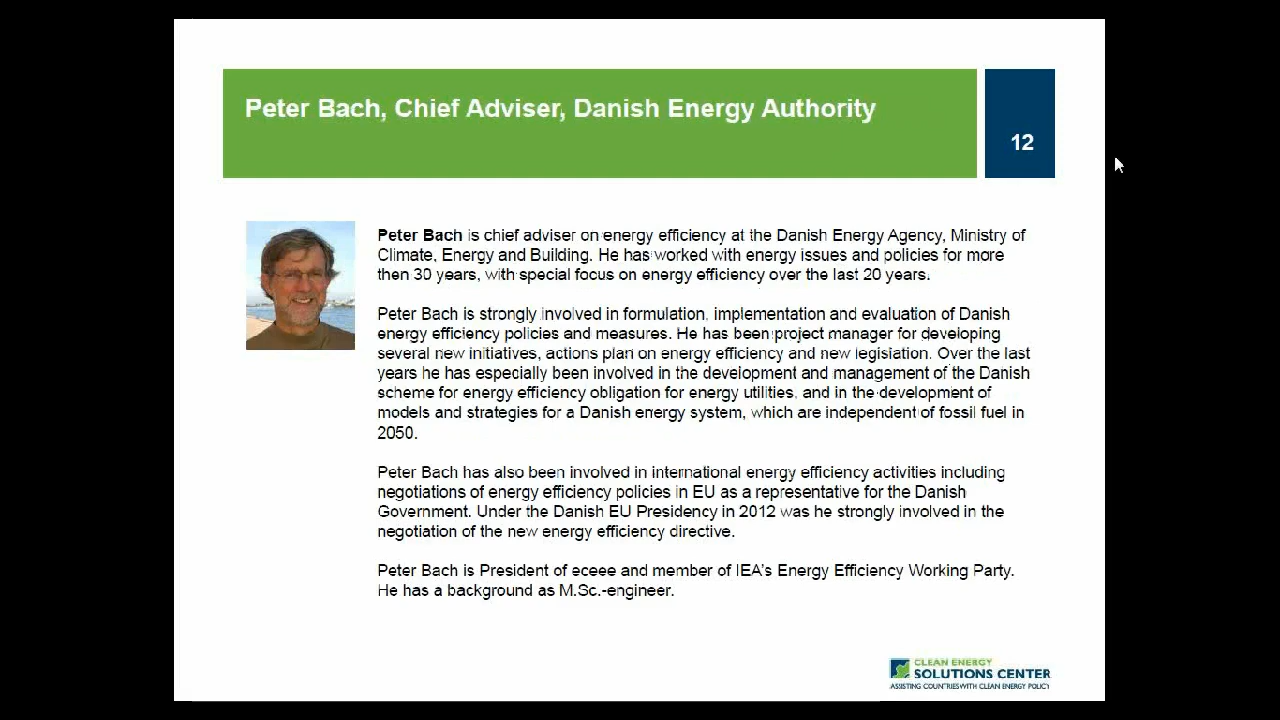 Peter Bach, Chief Adviser, Danish Energy Authority
12
Peter Bach is chief adviser on energy efficiency at the Danish Energy Agency, Ministry of
Climate, Energy and Building. He has worked with energy issues and policies for more
then 30 years, with special focus on energy efficiency over the last 20 years.
Peter Bach is strongly involved in formulation, implementation and evaluation of Danish
energy efficiency policies and measures. He has been project manager for developing
several new initiatives, actions plan on energy efficiency and new legislation. Over the last
years he has especially been involved in the development and management of the Danish
scheme for energy efficiency obligation for energy utilities, and in the development of
models and strategies for a Danish energy system, which are independent of fossil fuel in
2050.
Peter Bach has also been involved in international energy efficiency activities including
negotiations of energy efficiency policies in EU as a representative for the Danish
Government. Under the Danish EU Presidency in 2012 was he strongly involved in the
negotiation of the new energy efficiency directive.
Peter Bach is President of eceee and member of IEA's Energy Efficiency Working Party.
He has a background as M.Sc.-engineer.
CLEAN ENERGY
SOLUTIONS CENTER
ASSISTING COUNTRIES WITH CLEAN ENERGY POLICY